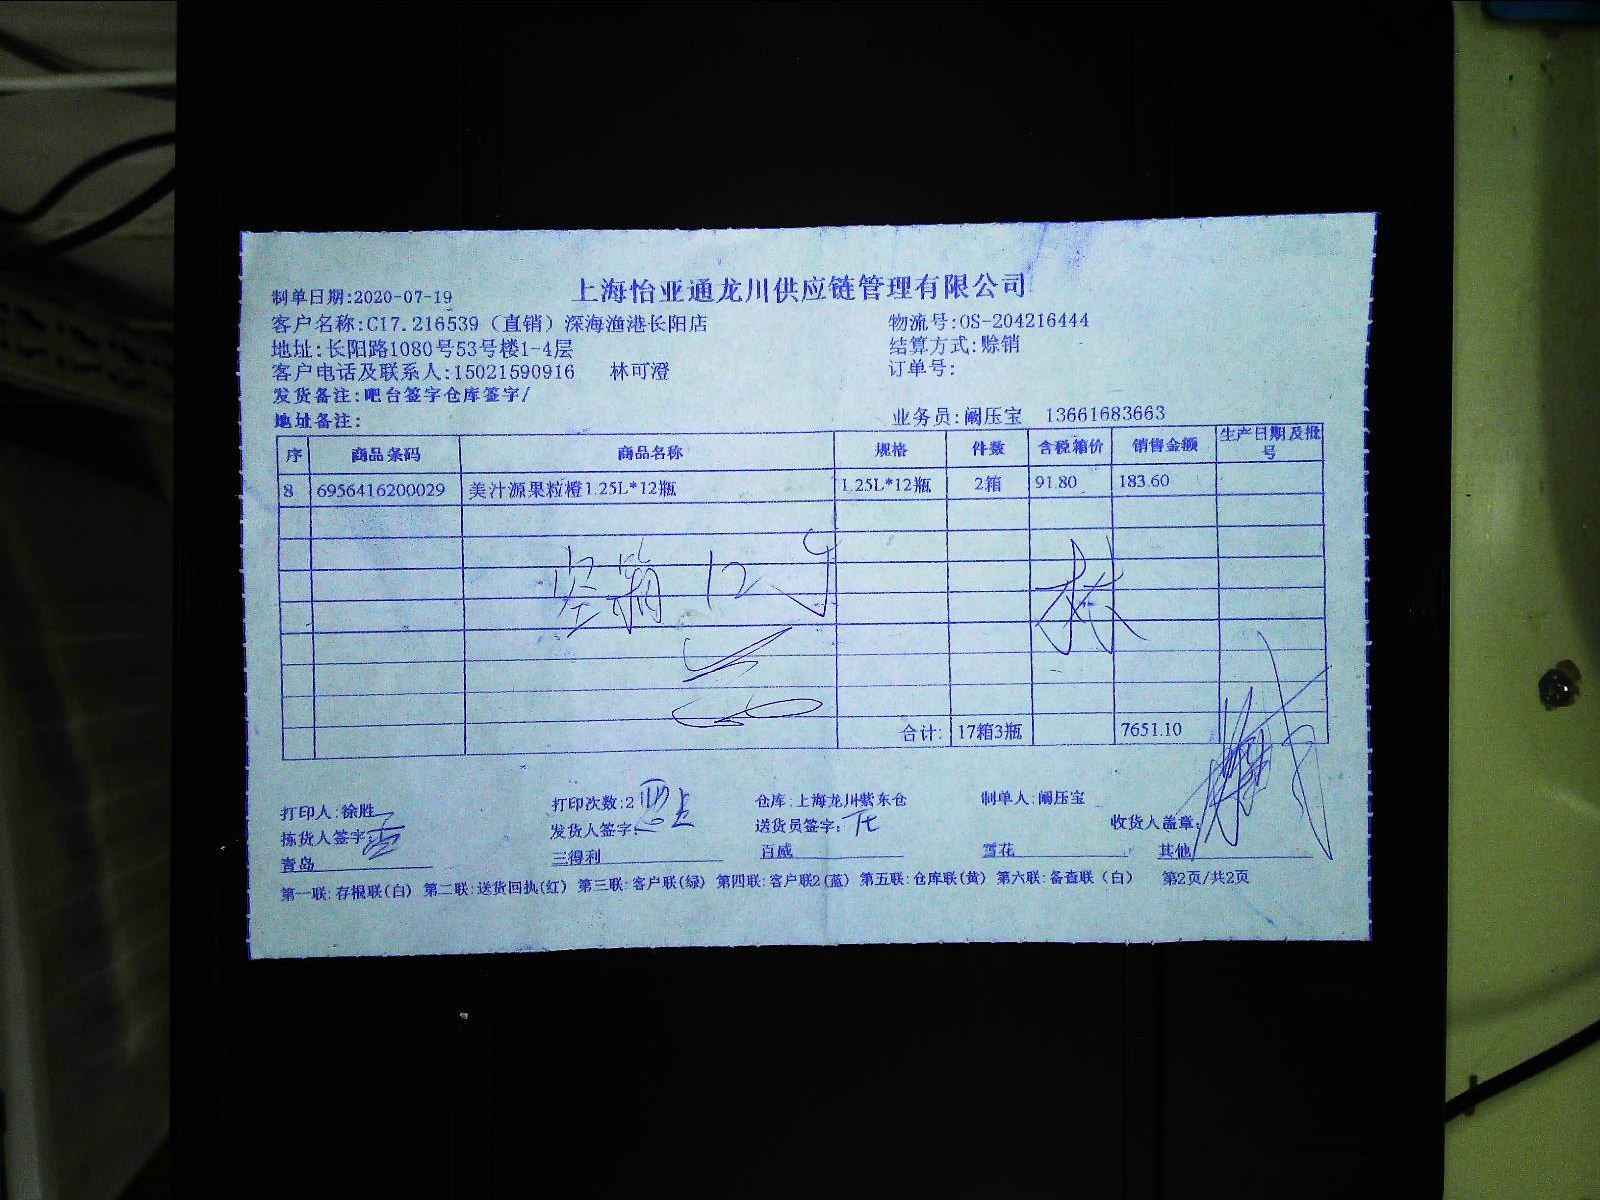 上海怡亚通龙川供应链管理有限公司
制单日期:2020-07-19
客户名称:C17.216539（直销）深海渔港长阳店 物流号:OS-204216444
地址:长阳路1080号53号楼1-4层 结算方式:赊销
客户电话及联系人:15021590916 林可澄 订单号:
发货备注:吧台签字仓库签字/
地址备注: 业务员:阚压宝 13661683663
序 商品条码 商品名称 规格 件数 含税箱价 销售金额 生产日期及批号
8 6956416200029 美汁源果粒橙1.25L*12瓶 1.25L*12瓶 2箱 91.80 183.60
空箱 12个 林
合计: 17箱3瓶 7651.10
打印人:徐胜 打印次数:2 仓库:上海龙川紫东仓 制单人:阚压宝
拣货人签字: 发货人签字: 送货员签字: 收货人盖章:
青岛 三得利 百威 雪花 其他
第一联:存根联(白) 第二联:送货回执(红) 第三联:客户联(绿) 第四联:客户联2(蓝) 第五联:仓库联(黄) 第六联:备查联（白） 第2页/共2页